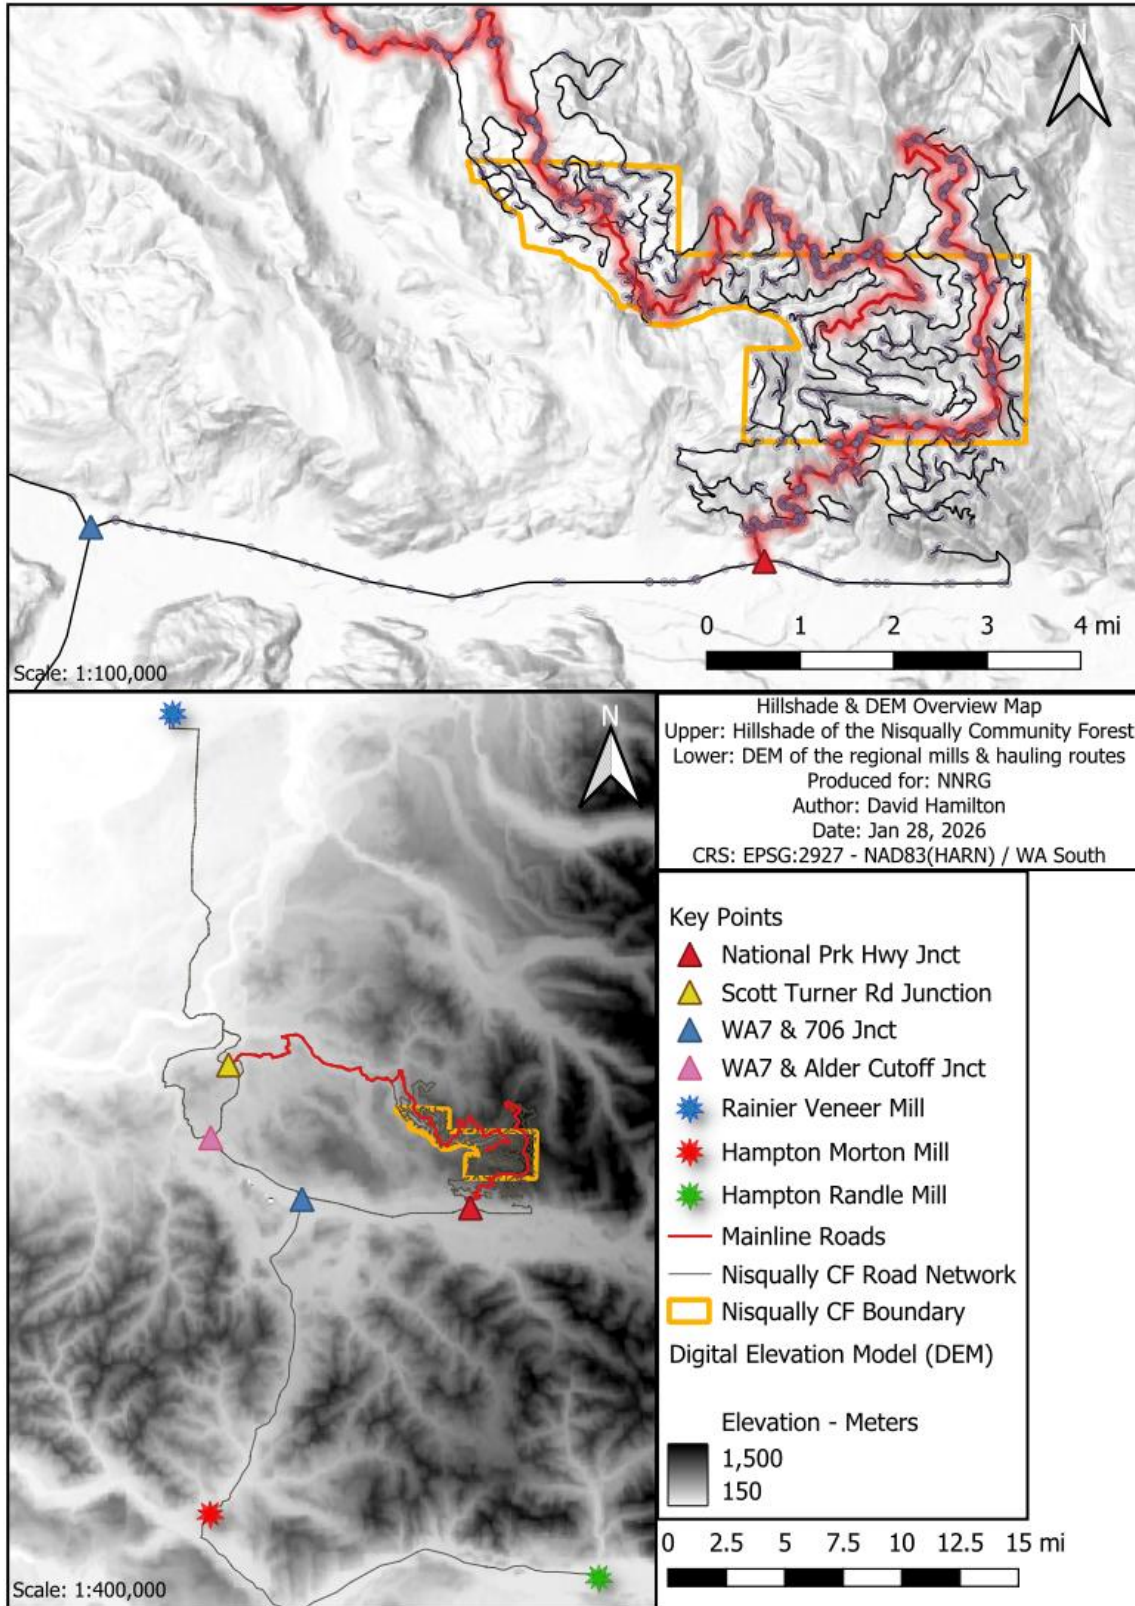 N
0 1 2 3 4 mi
Scale: 1:100,000
N
Scale: 1:400,000
Hillshade & DEM Overview Map
Upper: Hillshade of the Nisqually Community Forest
Lower: DEM of the regional mills & hauling routes
Produced for: NNRG
Author: David Hamilton
Date: Jan 28, 2026
CRS: EPSG:2927 - NAD83(HARN) / WA South
Key Points
National Prk Hwy Jnct
Scott Turner Rd Junction
WA7 & 706 Jnct
WA7 & Alder Cutoff Jnct
Rainier Veneer Mill
Hampton Morton Mill
Hampton Randle Mill
Mainline Roads
Nisqually CF Road Network
Nisqually CF Boundary
Digital Elevation Model (DEM)
Elevation - Meters
1,500
150
0 2.5 5 7.5 10 12.5 15 mi